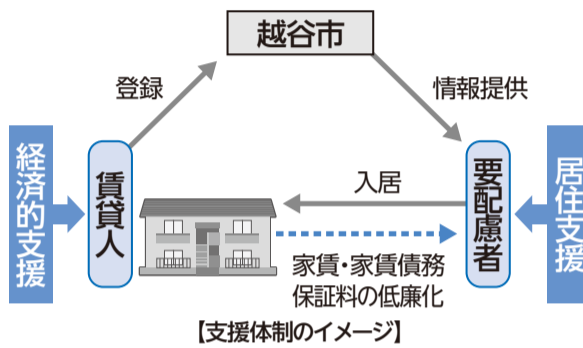 越谷市
登録
情報提供
経済的支援
賃貸人
入居
要配慮者
居住支援
家賃・家賃債務
保証料の低廉化
【支援体制のイメージ】